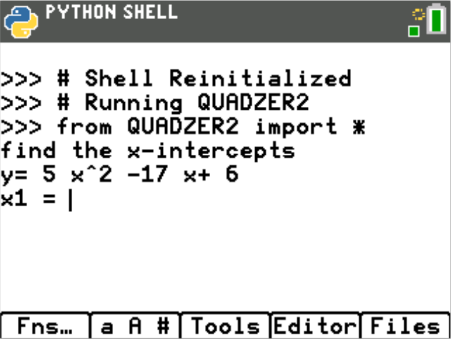 PYTHON SHELL
>>> # Shell Reinitialized
>>> # Running QUADZER2
>>> from QUADZER2 import *
find the x-intercepts
y= 5 x^2 -17 x+ 6
x1 = |
Fns… a A # Tools Editor Files